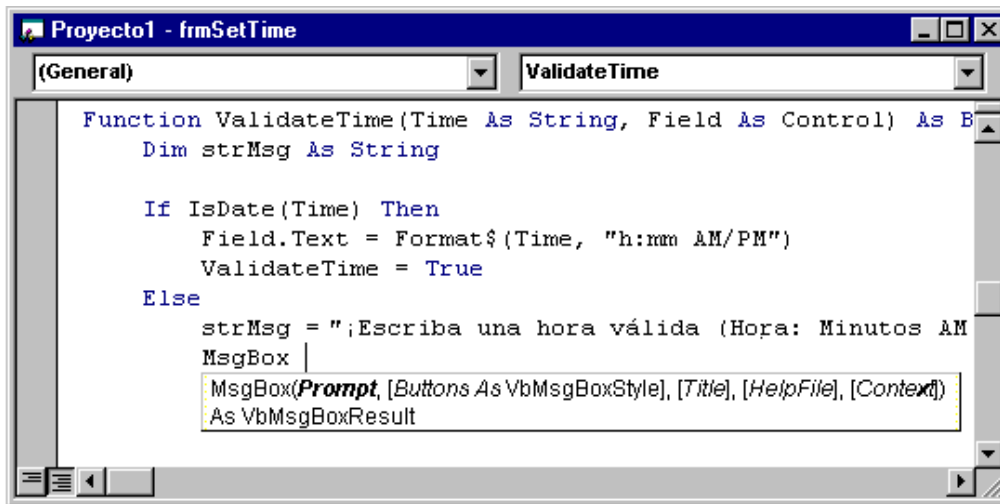 Proyecto1 - frmSetTime
(General) ValidateTime
Function ValidateTime(Time As String, Field As Control) As B
Dim strMsg As String
If IsDate(Time) Then
Field.Text = Format$(Time, "h:mm AM/PM")
ValidateTime = True
Else
strMsg = "¡Escriba una hora válida (Hora: Minutos AM
MsgBox
MsgBox(Prompt, [Buttons As VbMsgBoxStyle], [Title], [HelpFile], [Context])
As VbMsgBoxResult